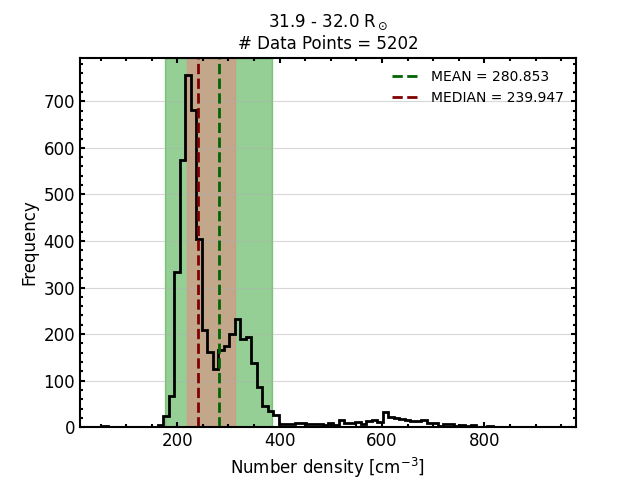 31.9 - 32.0 R☉
# Data Points = 5202
MEAN = 280.853
MEDIAN = 239.947
700
600
500
400
300
200
100
0
Frequency
200 400 600 800
Number density [cm⁻³]